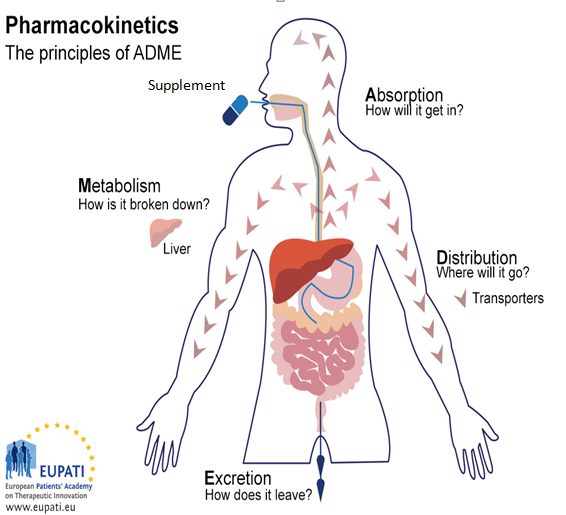 Pharmacokinetics
The principles of ADME
Supplement
Absorption
How will it get in?
Metabolism
How is it broken down?
Liver
Distribution
Where will it go?
Transporters
Excretion
How does it leave?
EUPATI
European Patients' Academy
on Therapeutic Innovation
www.eupati.eu